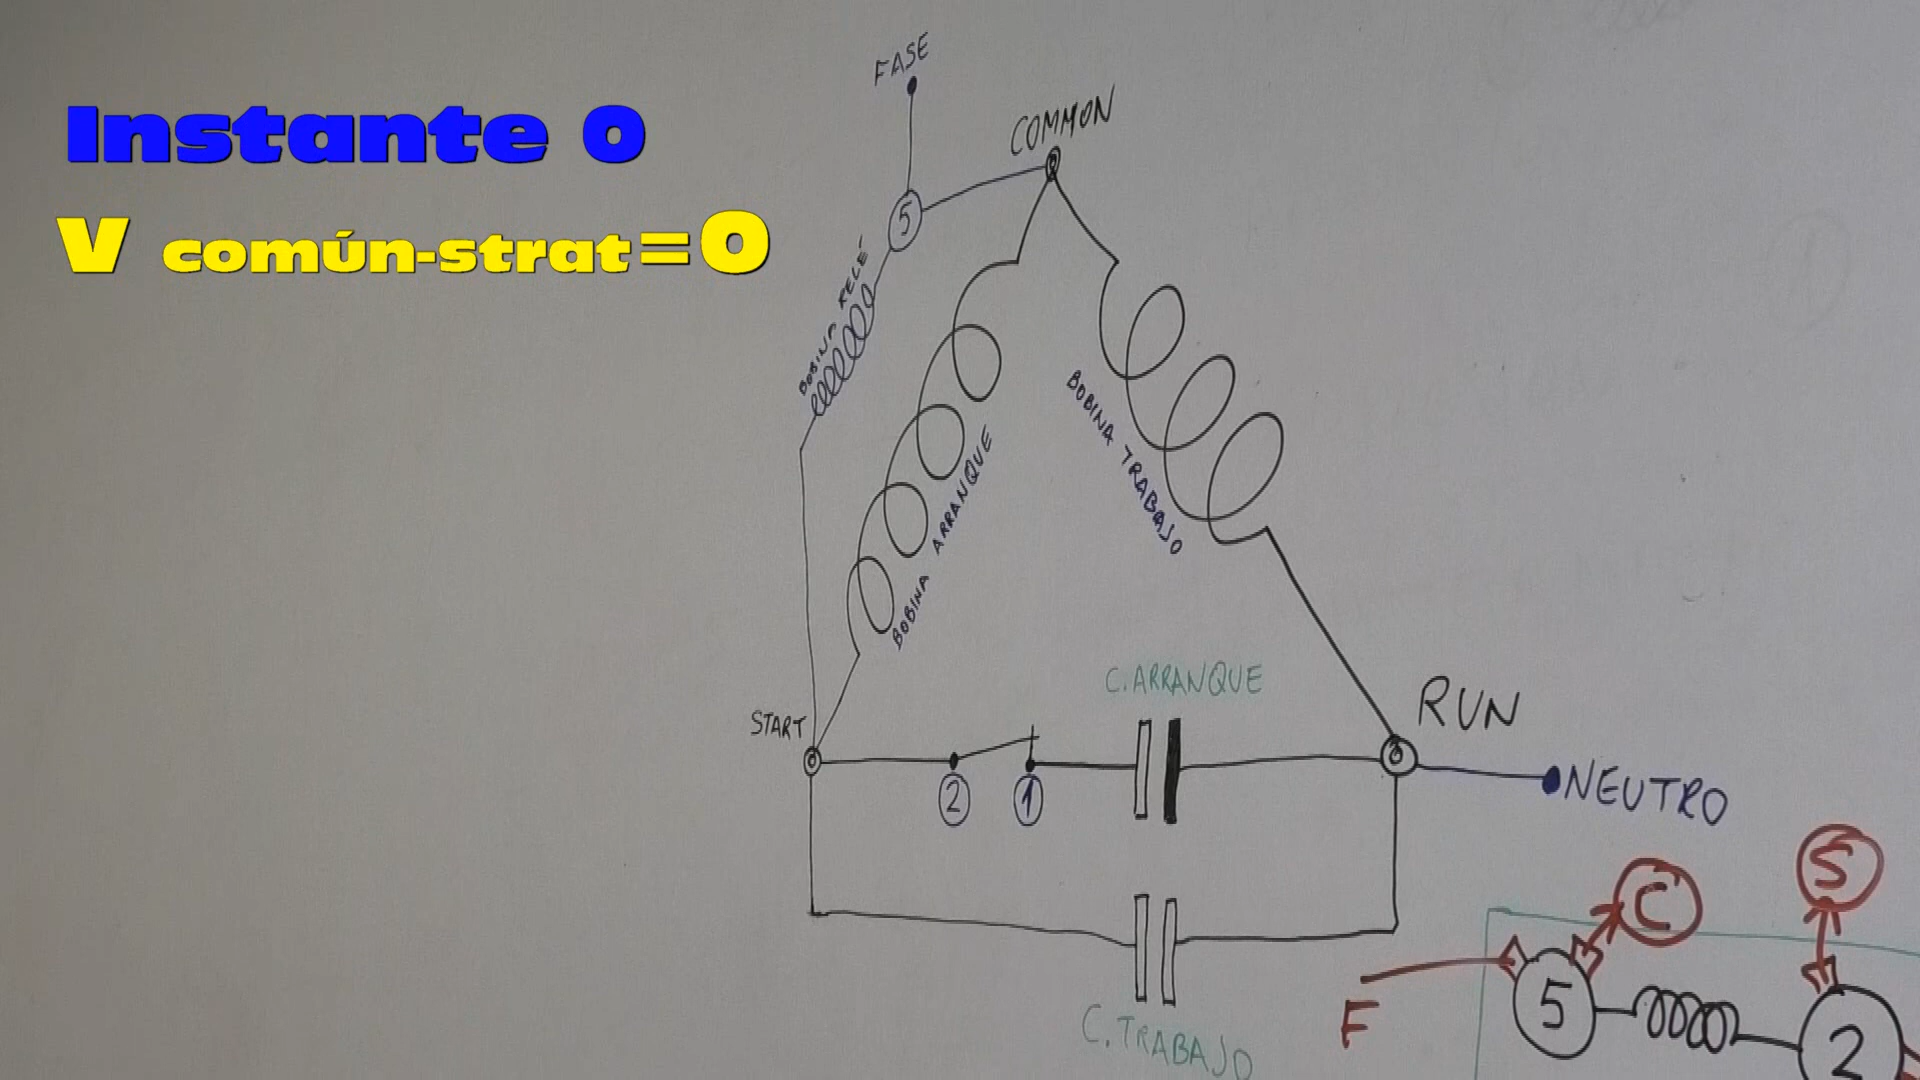 Instante 0
V común-strat=0
FASE
COMMON
5
BOBINA RELÉ
BOBINA ARRANQUE
BOBINA TRABAJO
C. ARRANQUE
START
RUN
2
1
NEUTRO
S
C
F
5
2
C. TRABAJO